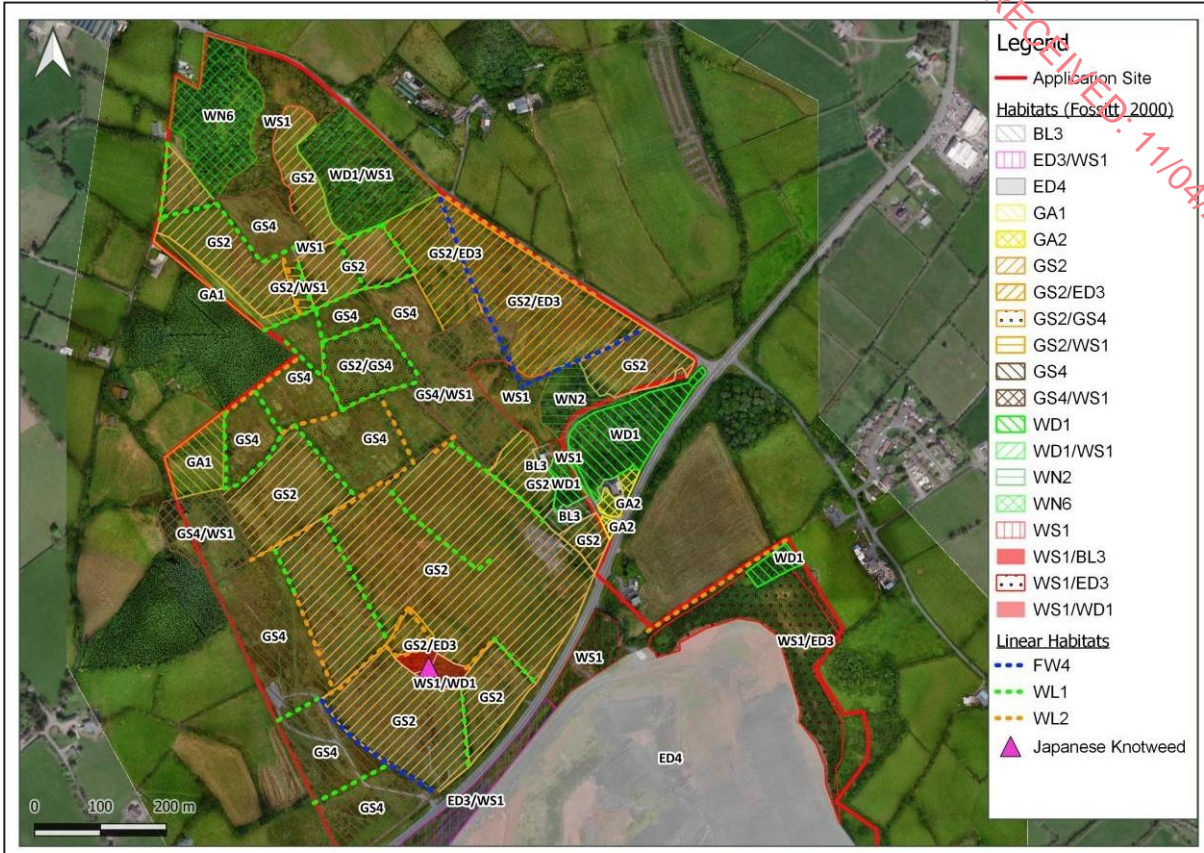 RECEIVED: 11/04/
Legend
Application Site
Habitats (Fossitt, 2000)
BL3
ED3/WS1
ED4
GA1
GA2
GS2
GS2/ED3
GS2/GS4
GS2/WS1
GS4
GS4/WS1
WD1
WD1/WS1
WN2
WN6
WS1
WS1/BL3
WS1/ED3
WS1/WD1
Linear Habitats
FW4
WL1
WL2
Japanese Knotweed
WN6
WS1
WD1/WS1
GS2
GS4
GS2
WS1
GS2
GS2/ED3
GS2/WS1
GA1
GS2/ED3
GS4
GS4
GS2/GS4
GS2
GS4
GS4/WS1
WS1
WN2
GS4
GS4
WD1
GA1
WS1
BL3
GS2
WD1
GS2
GA2
BL3
GA2
GS4/WS1
GS2
WD1
GS2
GS4
GS2/ED3
WS1
WS1/ED3
WS1/WD1
GS2
GS2
GS4
ED4
ED3/WS1
GS4
0 100 200 m